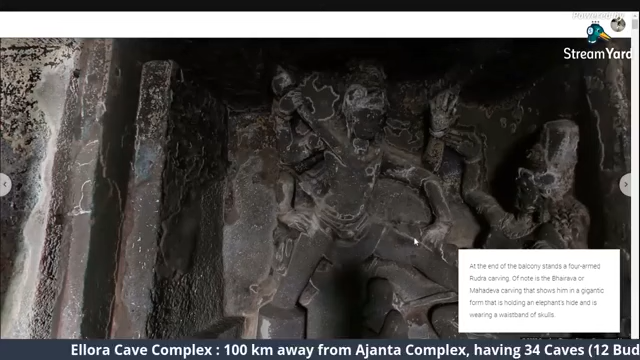 Powered by
StreamYard
At the end of the balcony stands a four-armed
Rudra carving. Of note is the Bhairava or
Mahadeva carving that shows him in a gigantic
form that is holding an elephant's hide and is
wearing a waistband of skulls.
Ellora Cave Complex : 100 km away from Ajanta Complex, having 34 Caves (12 Bud